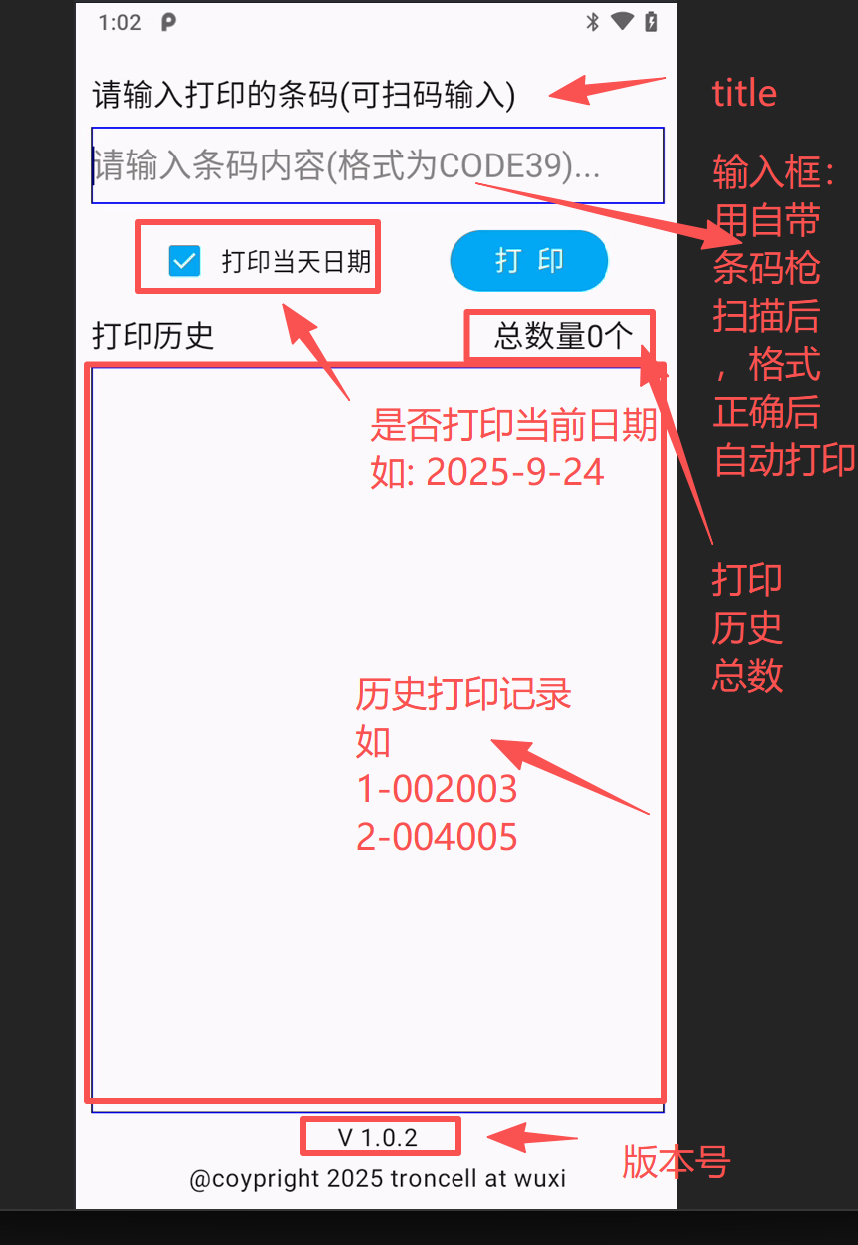 1:02
请输入打印的条码(可扫码输入)
title
请输入条码内容(格式为CODE39)...
输入框：
用自带
条码枪
扫描后
，格式
正确后
自动打印
打印当天日期
打 印
打印历史
总数量0个
是否打印当前日期
如: 2025-9-24
打印
历史
总数
历史打印记录
如
1-002003
2-004005
V 1.0.2
版本号
@coypright 2025 troncell at wuxi